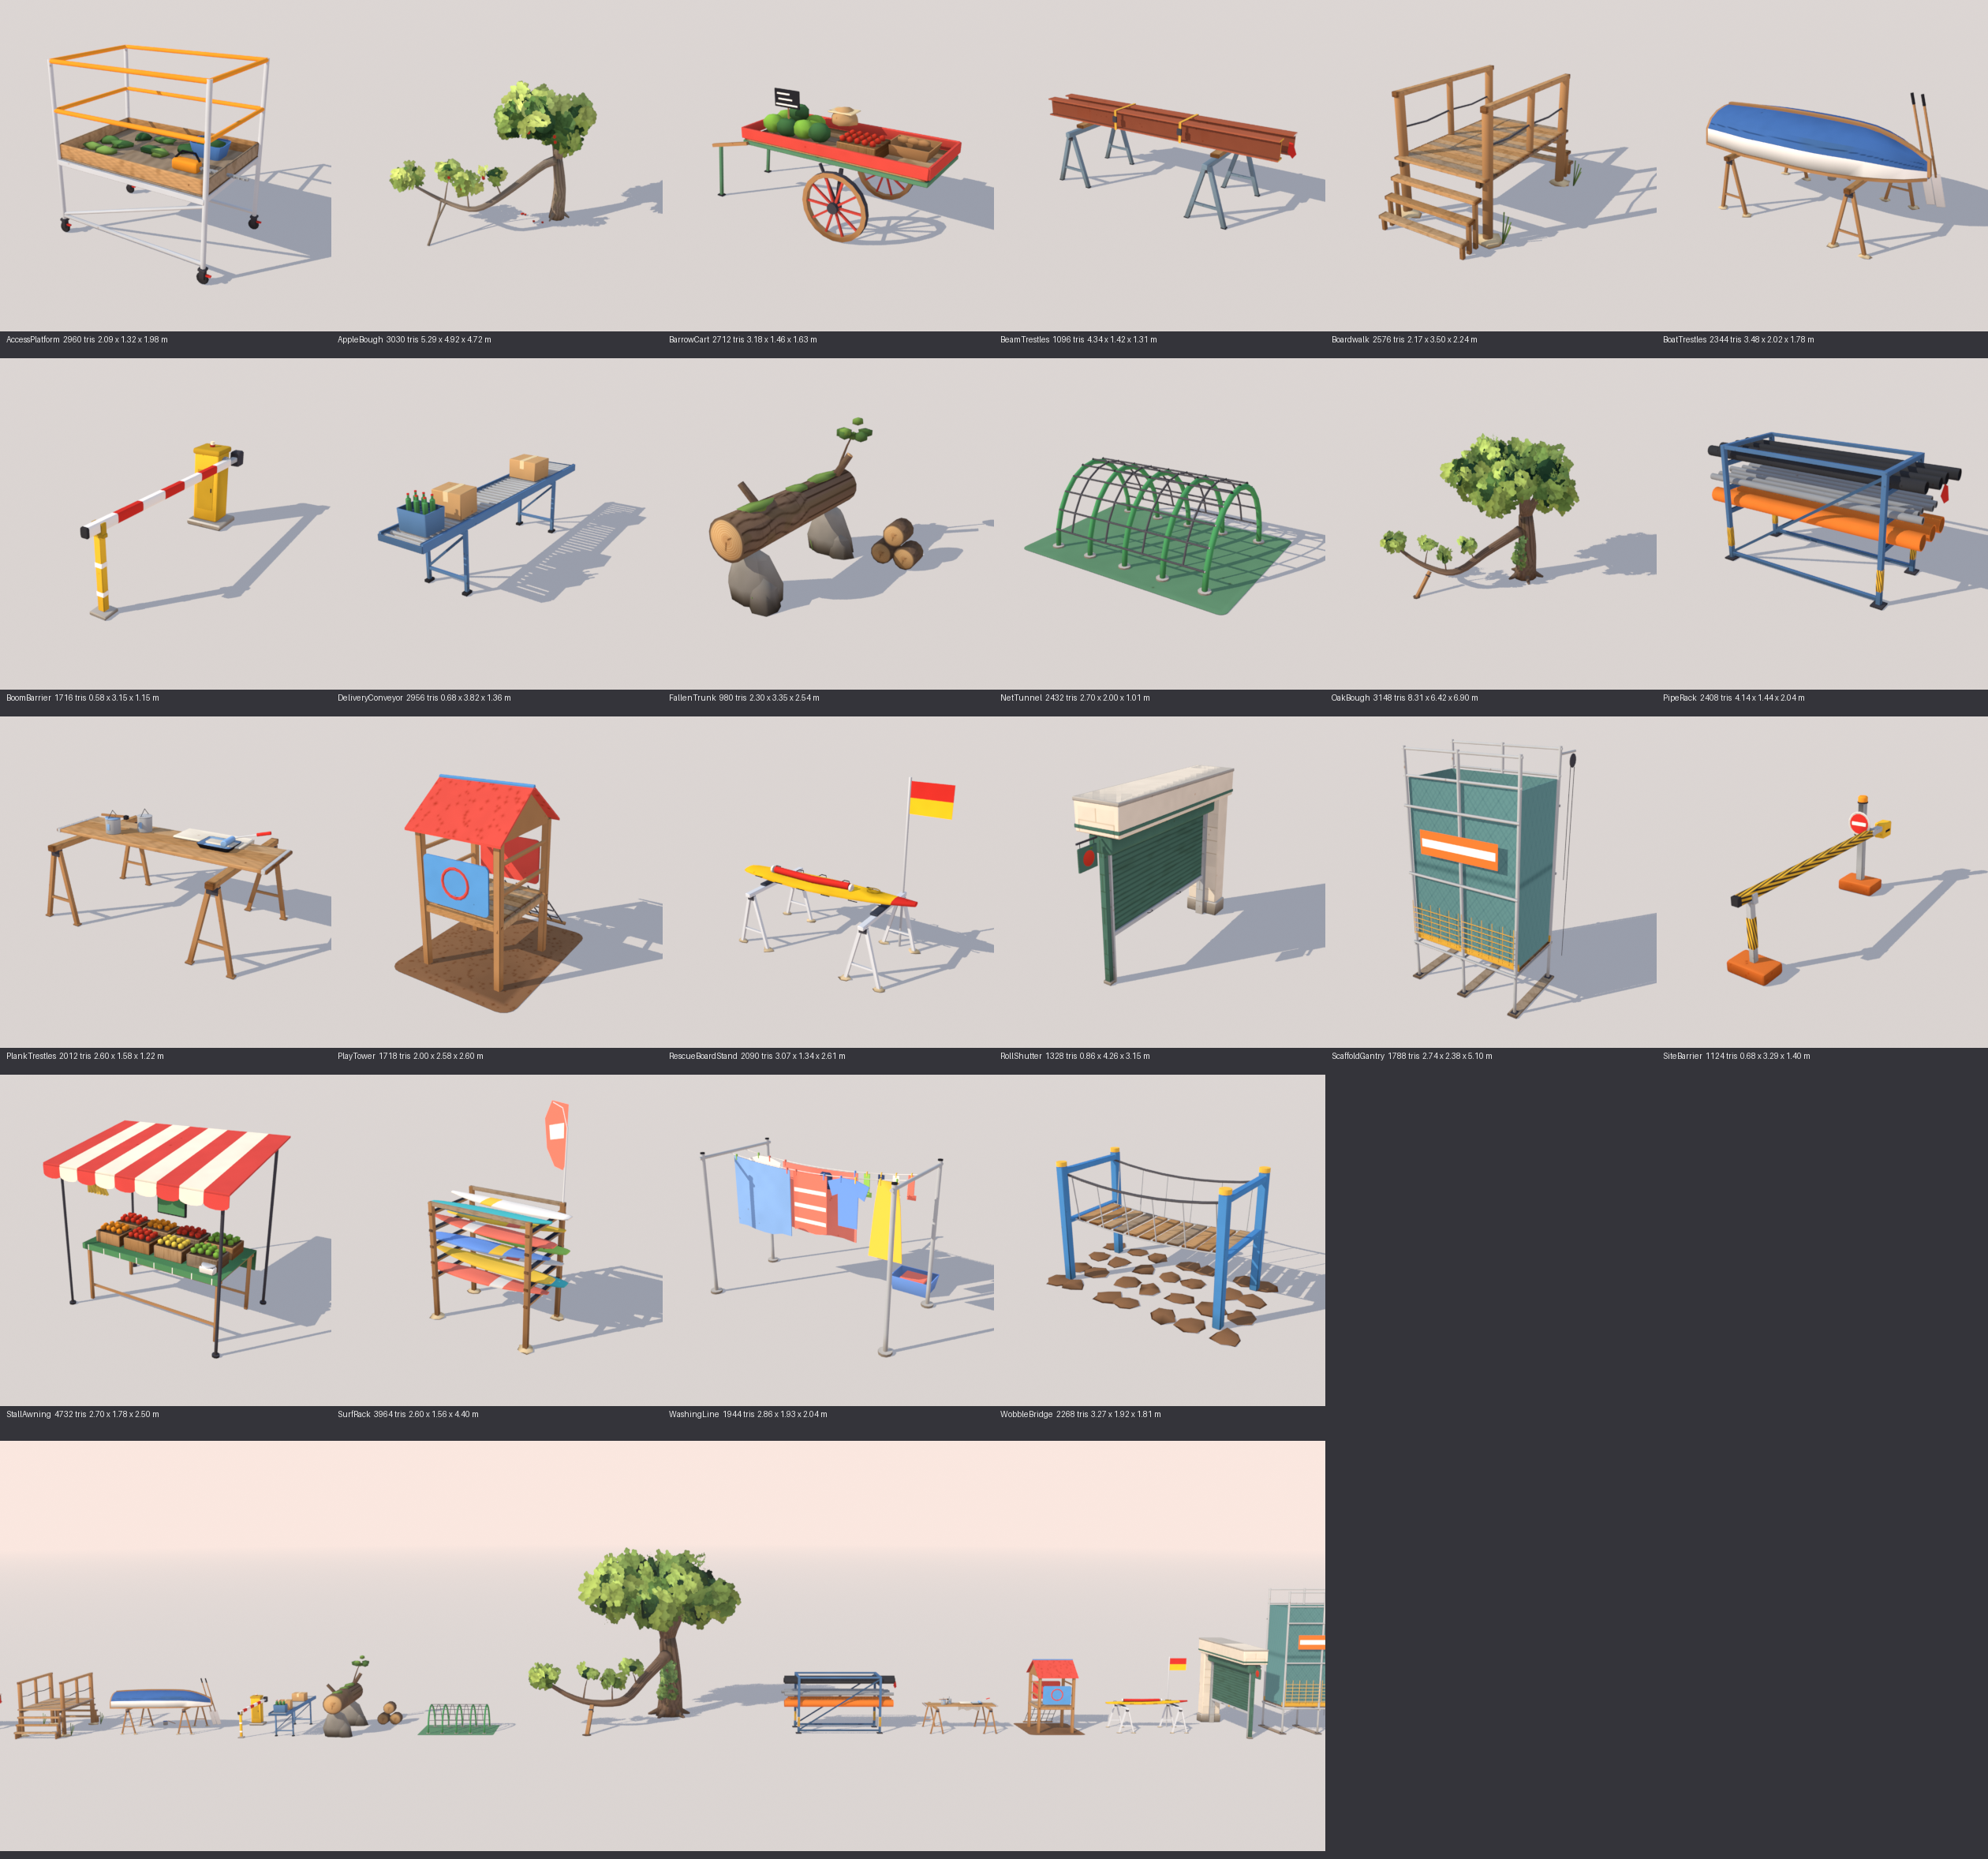 AccessPlatform 2960 tris 2.09 x 1.32 x 1.98 m
AppleBough 3030 tris 5.29 x 4.92 x 4.72 m
BarrowCart 2712 tris 3.18 x 1.46 x 1.63 m
BeamTrestles 1096 tris 4.34 x 1.42 x 1.31 m
Boardwalk 2576 tris 2.17 x 3.50 x 2.24 m
BoatTrestles 2344 tris 3.48 x 2.02 x 1.78 m
BoomBarrier 1716 tris 0.58 x 3.15 x 1.15 m
DeliveryConveyor 2956 tris 0.68 x 3.82 x 1.36 m
FallenTrunk 980 tris 2.30 x 3.35 x 2.54 m
NetTunnel 2432 tris 2.70 x 2.00 x 1.01 m
OakBough 3148 tris 8.31 x 6.42 x 6.90 m
PipeRack 2408 tris 4.14 x 1.44 x 2.04 m
PlankTrestles 2012 tris 2.60 x 1.58 x 1.22 m
PlayTower 1718 tris 2.00 x 2.58 x 2.60 m
RescueBoardStand 2090 tris 3.07 x 1.34 x 2.61 m
RollShutter 1328 tris 0.86 x 4.26 x 3.15 m
ScaffoldGantry 1788 tris 2.74 x 2.38 x 5.10 m
SiteBarrier 1124 tris 0.68 x 3.29 x 1.40 m
StallAwning 4732 tris 2.70 x 1.78 x 2.50 m
SurfRack 3964 tris 2.60 x 1.56 x 4.40 m
WashingLine 1944 tris 2.86 x 1.93 x 2.04 m
WobbleBridge 2268 tris 3.27 x 1.92 x 1.81 m